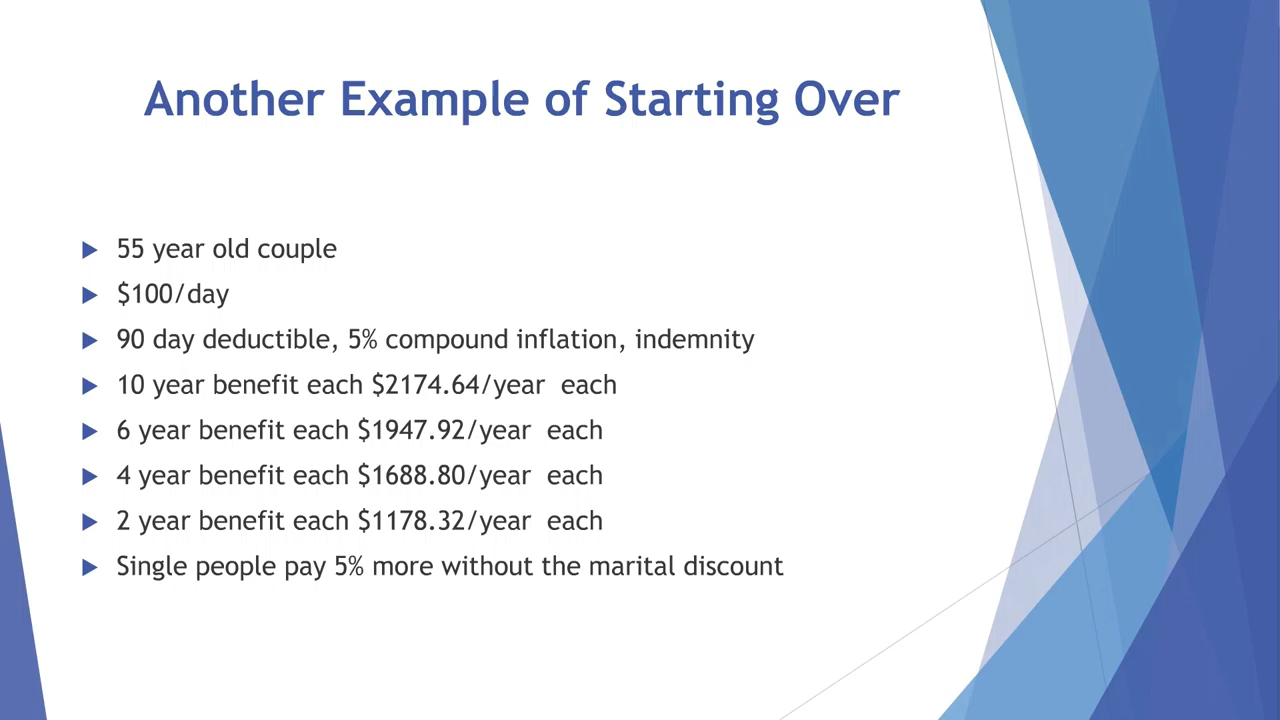 Another Example of Starting Over
55 year old couple
$100/day
90 day deductible, 5% compound inflation, indemnity
10 year benefit each $2174.64/year each
6 year benefit each $1947.92/year each
4 year benefit each $1688.80/year each
2 year benefit each $1178.32/year each
Single people pay 5% more without the marital discount